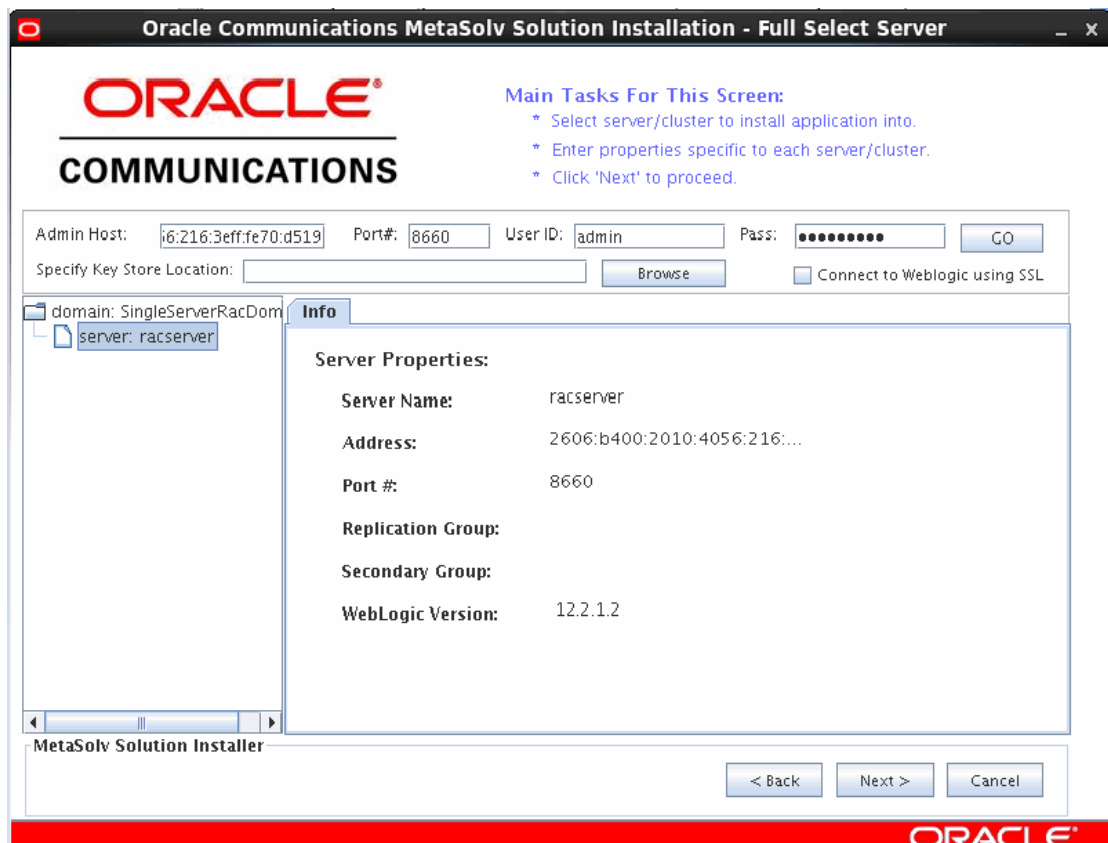 Oracle Communications MetaSolv Solution Installation - Full Select Server
ORACLE
COMMUNICATIONS
Main Tasks For This Screen:
* Select server/cluster to install application into.
* Enter properties specific to each server/cluster.
* Click 'Next' to proceed.
Admin Host: i6:216:3eff:fe70:d519 Port#: 8660 User ID: admin Pass: ●●●●●●●●● GO
Specify Key Store Location: Browse Connect to Weblogic using SSL
domain: SingleServerRacDom
server: racserver
Info
Server Properties:
Server Name: racserver
Address: 2606:b400:2010:4056:216:...
Port #: 8660
Replication Group:
Secondary Group:
WebLogic Version: 12.2.1.2
MetaSolv Solution Installer
< Back Next > Cancel
ORACLE